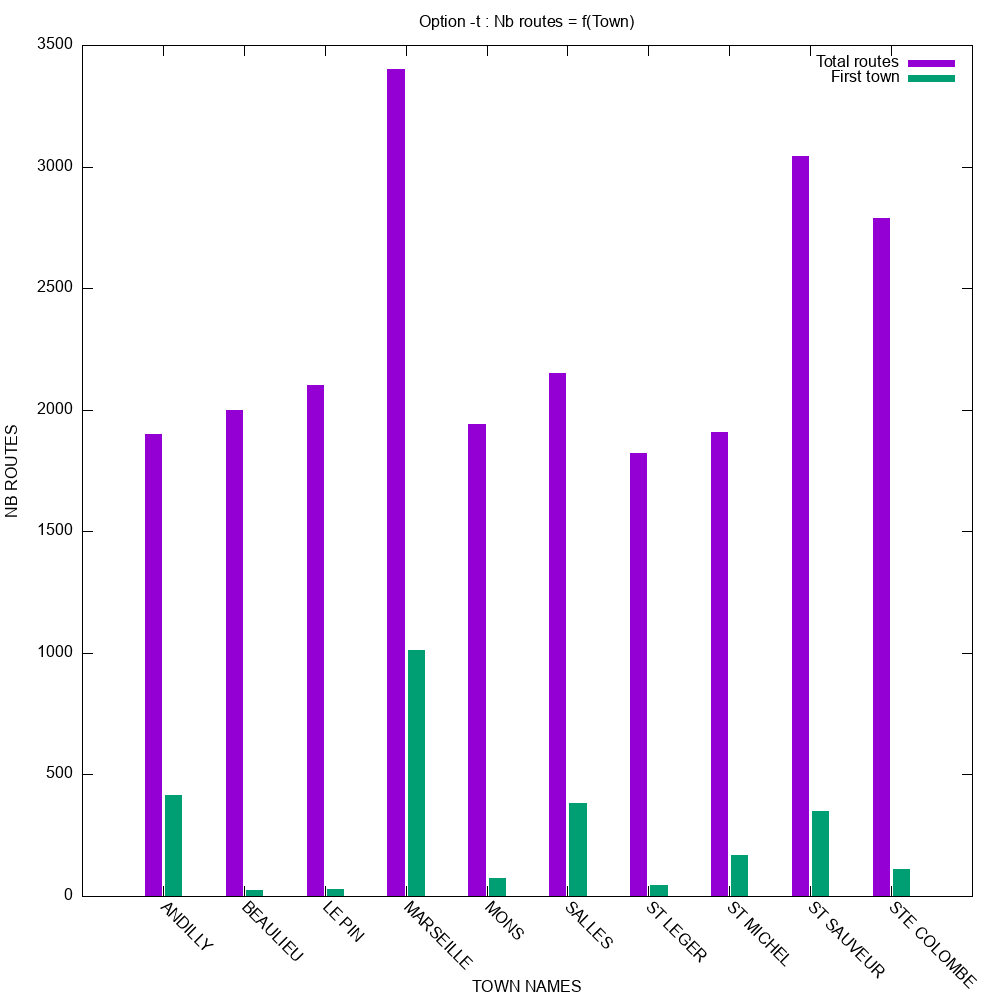 Option -t : Nb routes = f(Town)
Total routes
First town
3500
3000
2500
2000
1500
1000
500
0
NB ROUTES
ANDILLY
BEAULIEU
LE PIN
MARSEILLE
MONS
SALLES
ST LEGER
ST MICHEL
ST SAUVEUR
STE COLOMBE
TOWN NAMES